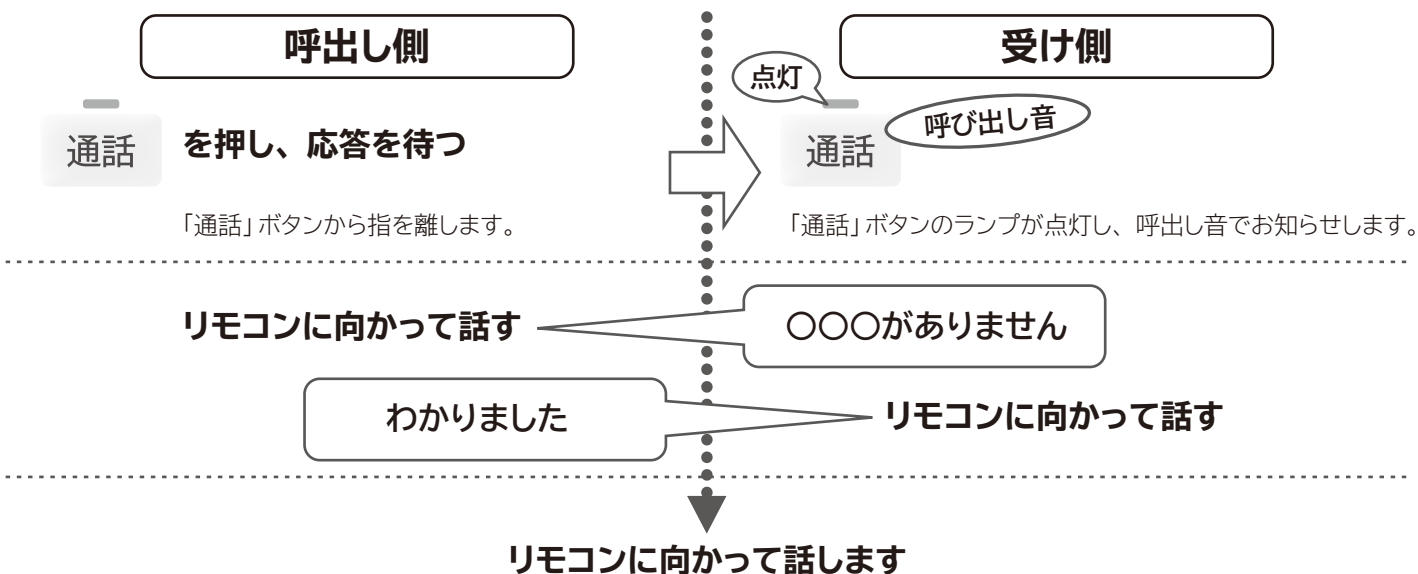 呼出し側
受け側
点灯
通話
を押し、応答を待つ
通話
呼び出し音
「通話」ボタンから指を離します。
「通話」ボタンのランプが点灯し、呼出し音でお知らせします。
リモコンに向かって話す
〇〇〇がありません
わかりました
リモコンに向かって話す
リモコンに向かって話します